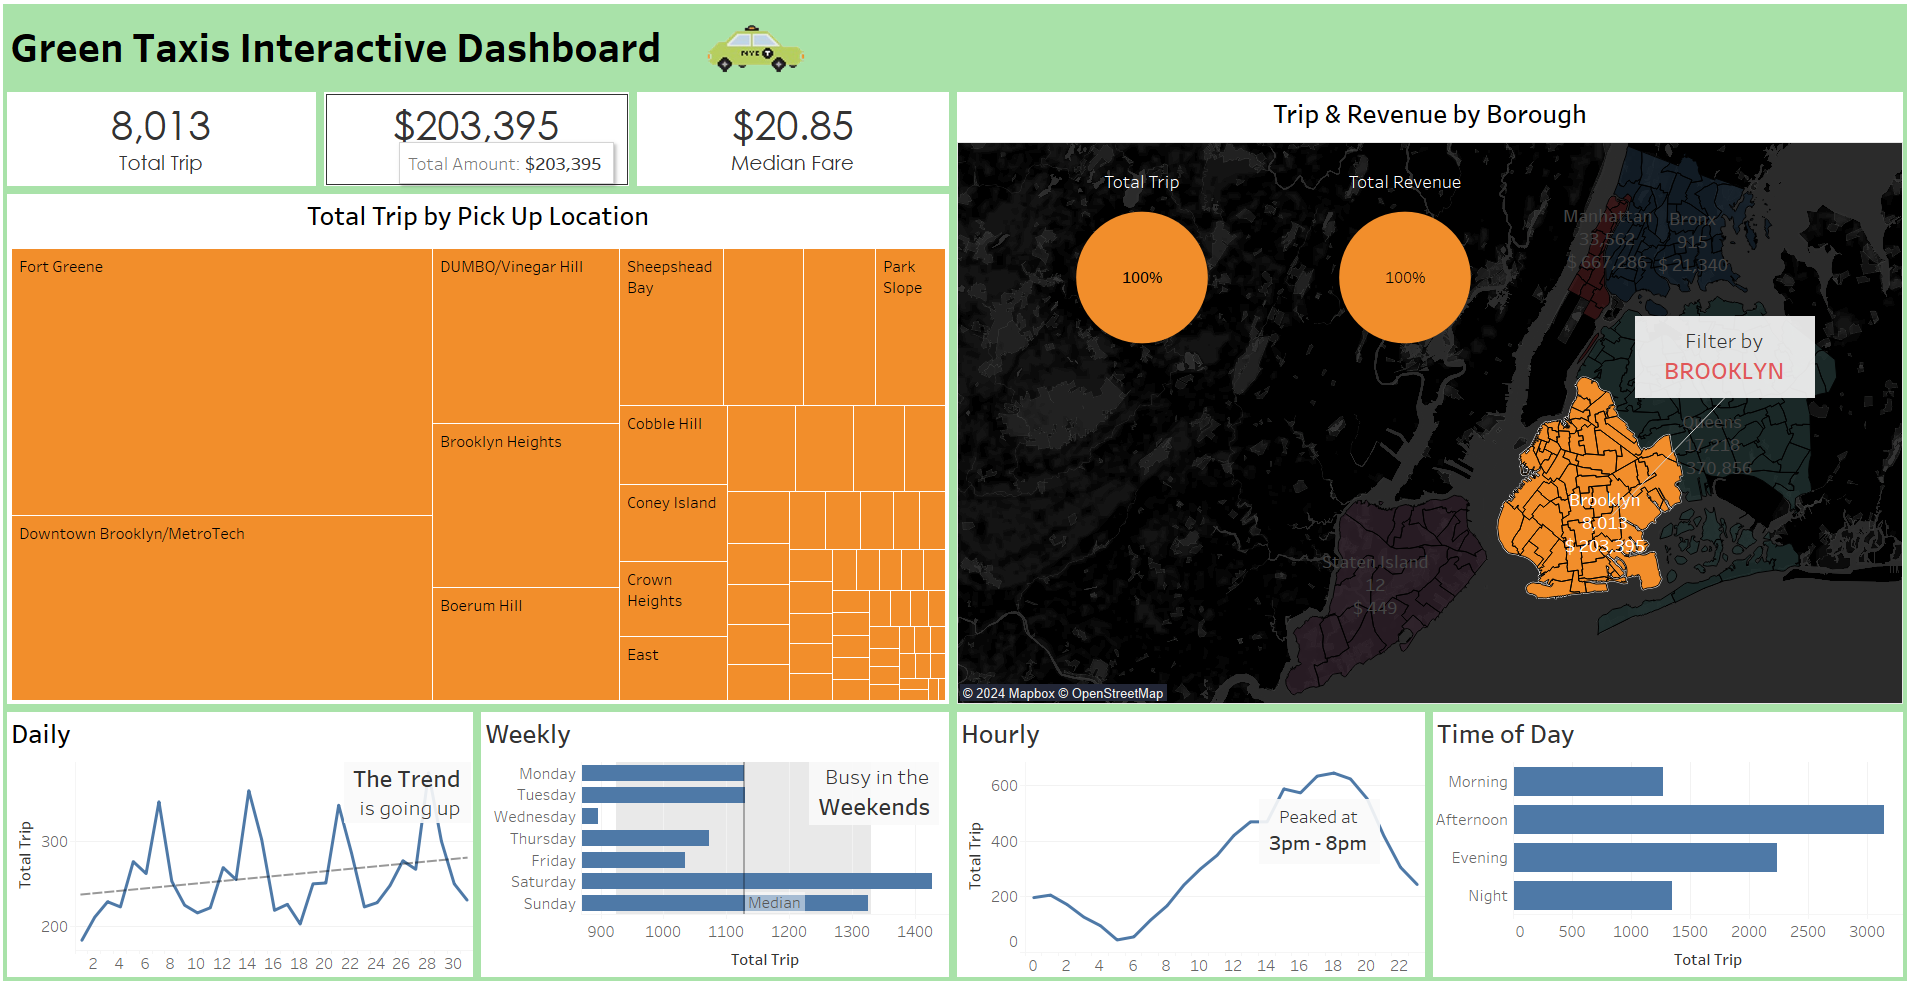 Green Taxis Interactive Dashboard
NYC T
8,013
Total Trip
$203,395
Total Amount: $203,395
$20.85
Median Fare
Total Trip by Pick Up Location
Fort Greene
Downtown Brooklyn/MetroTech
DUMBO/Vinegar Hill
Brooklyn Heights
Boerum Hill
Sheepshead
Bay
Park
Slope
Cobble Hill
Coney Island
Crown
Heights
East
Trip & Revenue by Borough
Total Trip
100%
Total Revenue
100%
Manhattan
33,562
$ 667,286
Bronx
915
$ 21,340
Filter by
BROOKLYN
Queens
17,218
370,856
Brooklyn
8,013
$ 203,395
Staten Island
12
$ 449
© 2024 Mapbox © OpenStreetMap
Daily
The Trend
is going up
Total Trip
300
200
2 4 6 8 10 12 14 16 18 20 22 24 26 28 30
Weekly
Busy in the
Weekends
Monday
Tuesday
Wednesday
Thursday
Friday
Saturday
Sunday
Median
900 1000 1100 1200 1300 1400
Total Trip
Hourly
Peaked at
3pm - 8pm
Total Trip
600
400
200
0
0 2 4 6 8 10 12 14 16 18 20 22
Time of Day
Morning
Afternoon
Evening
Night
0 500 1000 1500 2000 2500 3000
Total Trip